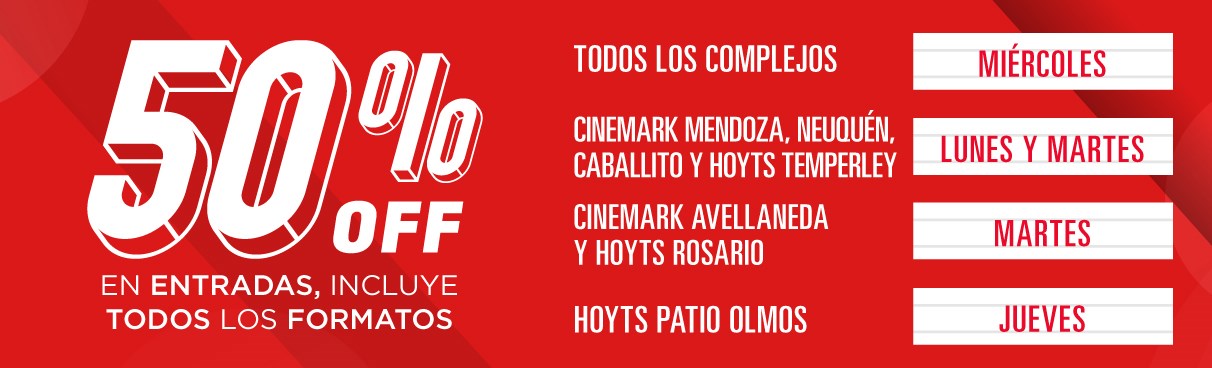 50% OFF
EN ENTRADAS, INCLUYE
TODOS LOS FORMATOS
TODOS LOS COMPLEJOS
MIÉRCOLES
CINEMARK MENDOZA, NEUQUÉN,
CABALLITO Y HOYTS TEMPERLEY
LUNES Y MARTES
CINEMARK AVELLANEDA
Y HOYTS ROSARIO
MARTES
HOYTS PATIO OLMOS
JUEVES